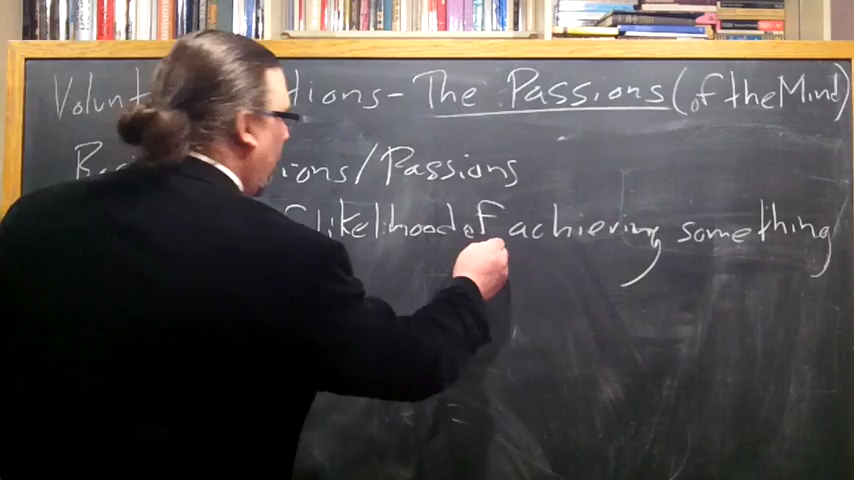 Volunt tions- The Passions (of the Mind)
ions/Passions
likelihood of achieving something